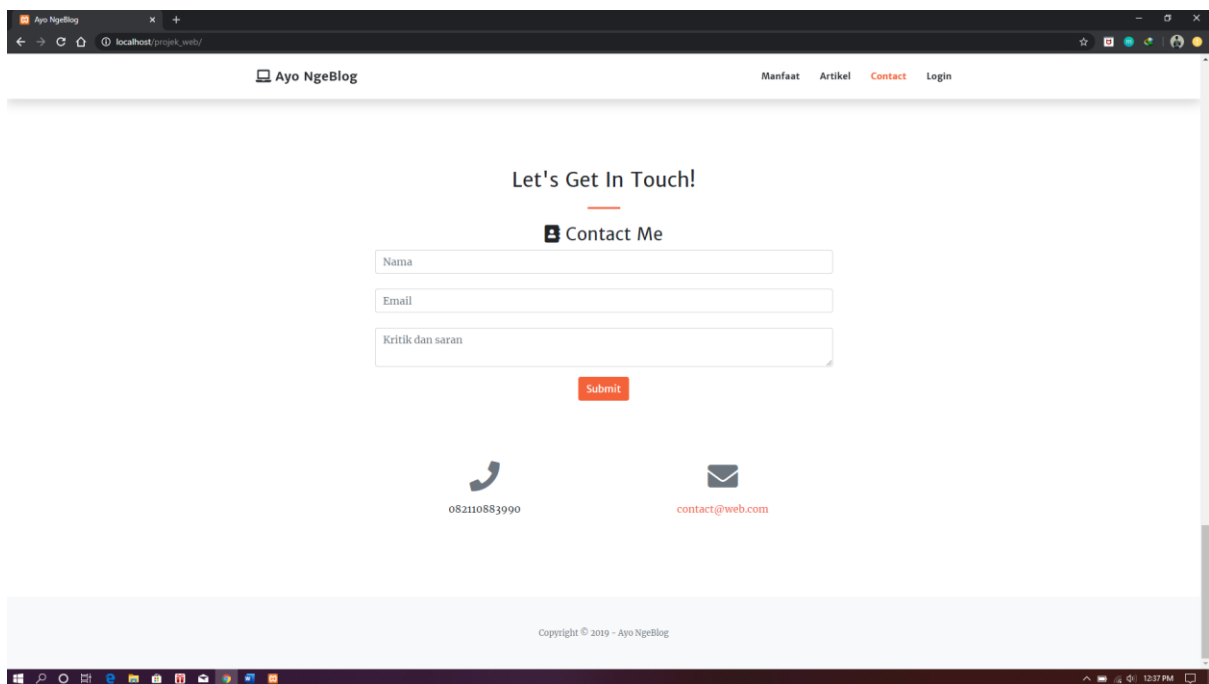 Ayo NgeBlog
localhost/projek_web/
Ayo NgeBlog
Manfaat Artikel Contact Login
Let's Get In Touch!
Contact Me
Nama
Email
Kritik dan saran
Submit
082110883990
contact@web.com
Copyright © 2019 - Ayo NgeBlog
12:37 PM